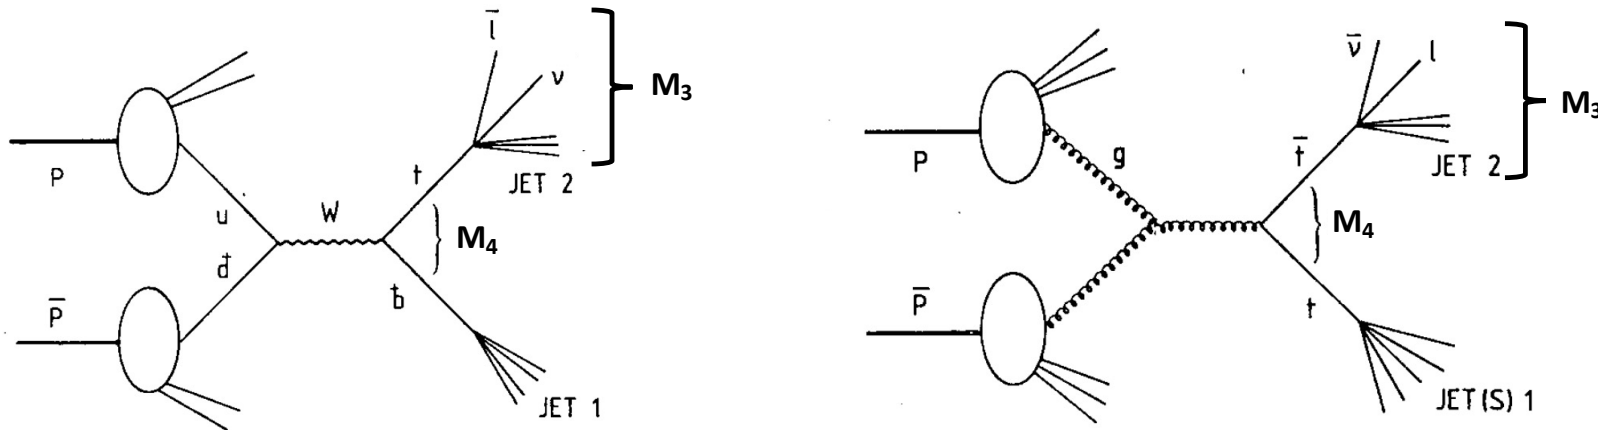 l̄
ν
M₃
P
JET 2
t
u
W
M₄
d̄
b̄
P̄
JET 1
ν̄
l
M₃
g
P
t̄
JET 2
M₄
P̄
t
JET(S) 1